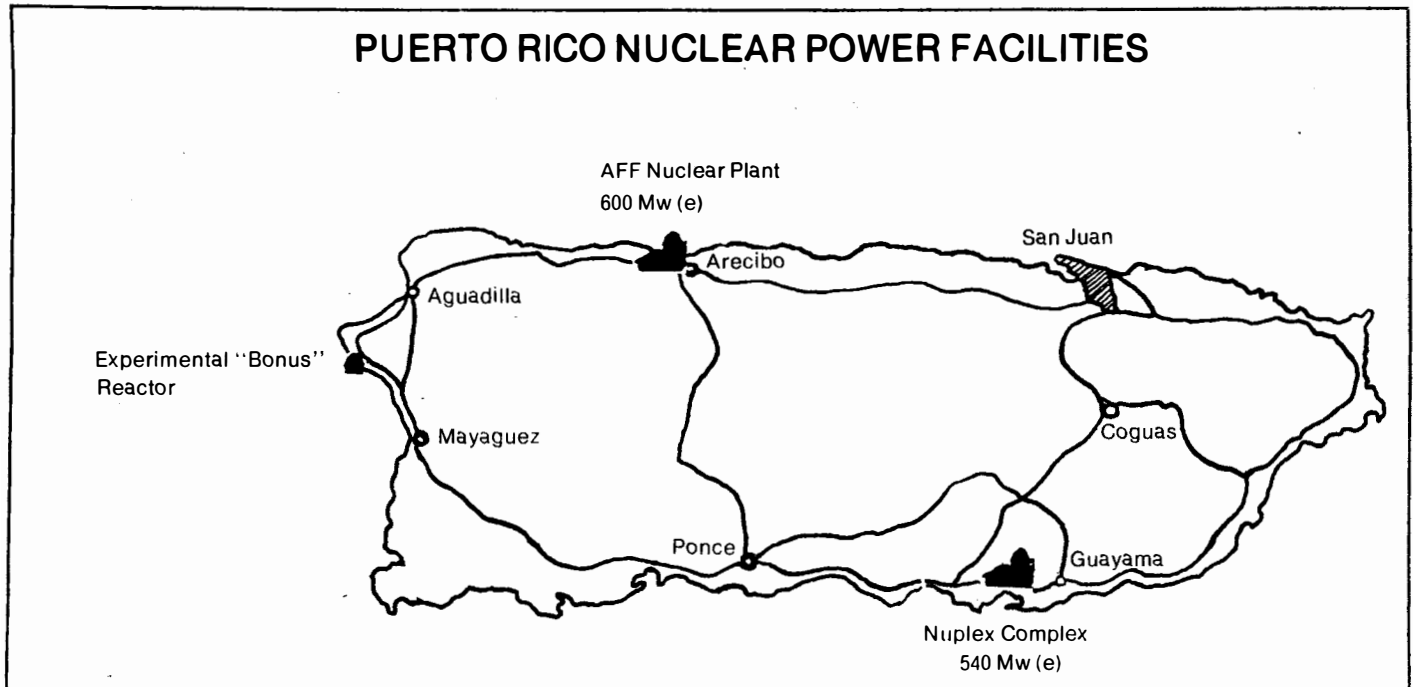 PUERTO RICO NUCLEAR POWER FACILITIES
AFF Nuclear Plant
600 Mw (e)
San Juan
Arecibo
Aguadilla
Experimental "Bonus"
Reactor
Mayaguez
Coguas
Ponce
Guayama
Nuplex Complex
540 Mw (e)